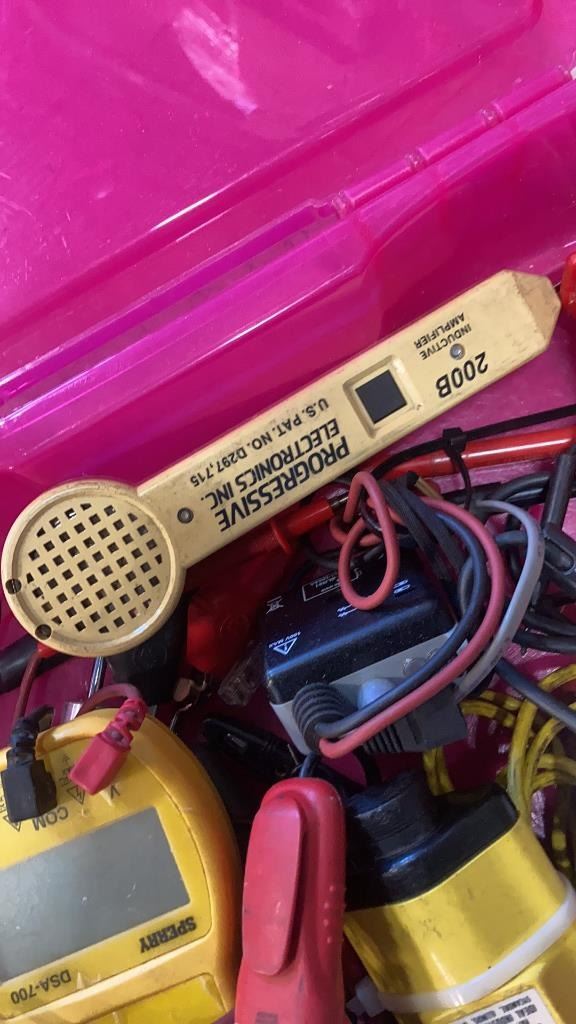 200B
INDUCTIVE
AMPLIFIER
PROGRESSIVE
ELECTRONICS INC.
U.S. PAT. NO. D297,715
COM
V
SPERRY
DSA-700